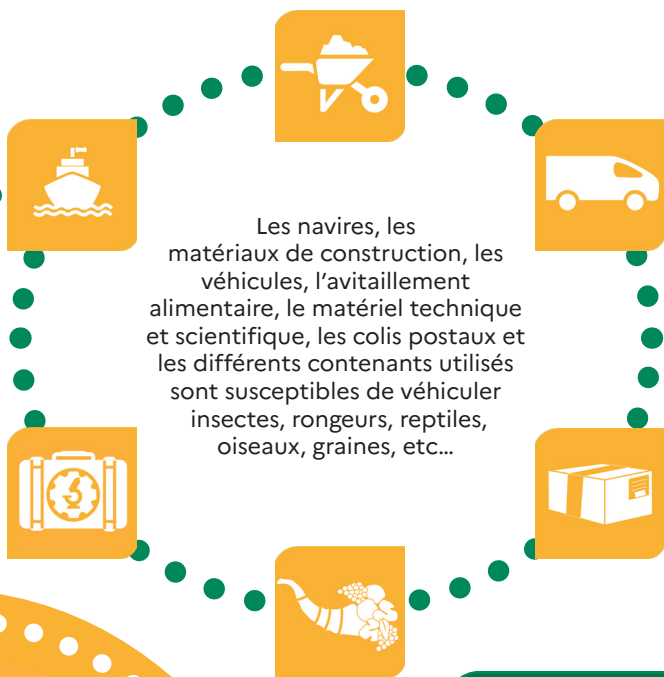 Les navires, les
matériaux de construction, les
véhicules, l’avitaillement
alimentaire, le matériel technique
et scientifique, les colis postaux et
les différents contenants utilisés
sont susceptibles de véhiculer
insectes, rongeurs, reptiles,
oiseaux, graines, etc...